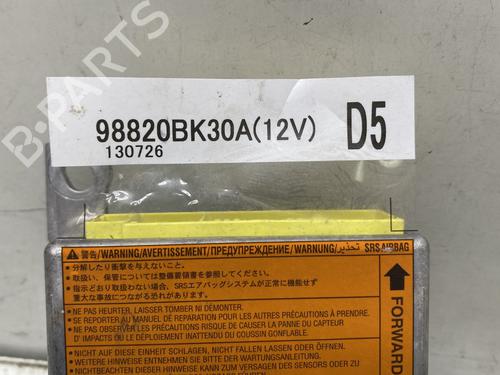 B-PARTS
98820BK30A(12V) D5
130726
警告/WARNING/AVERTISSEMENT/ПРЕДУПРЕЖДЕНИЕ/WARNUNG/تحذير SRS AIRBAG
•分解したり衝撃を与えないこと。
•取扱い、保管については整備要領書を参照のこと。
•指示どおり取扱わない場合、SRSエアバッグシステムが正常に機能せず
重大な事故につながるおそれがあります。
•NE PAS HEURTER, LAISSER TOMBER NI DÉMONTER.
•SE REPORTER AU MANUEL DE RÉPARATION POUR LES AUTRES PRÉCAUTIONS À PRENDRE.
•NE PAS OBSERVER LES PRÉCAUTIONS RISQUE DE CAUSER LA PANNE DU CAPTEUR
D' IMPACTS OU LE DÉPLOIEMENT INATTENDU DU COUSSIN GONFLABLE.
•NICHT AUF DIESE EINHEIT SCHLAGEN, NICHT FALLEN LASSEN ODER ÖFFNEN.
•WEITERE HINWEISE ENTNEHMEN SIE BITTE DER WARTUNGSANLEITUNG.
•NICHTBEACHTEN DIESER HINWEISE KANN ZUM VERSAGEN DES SENSORS ODER ZU
FORWARD